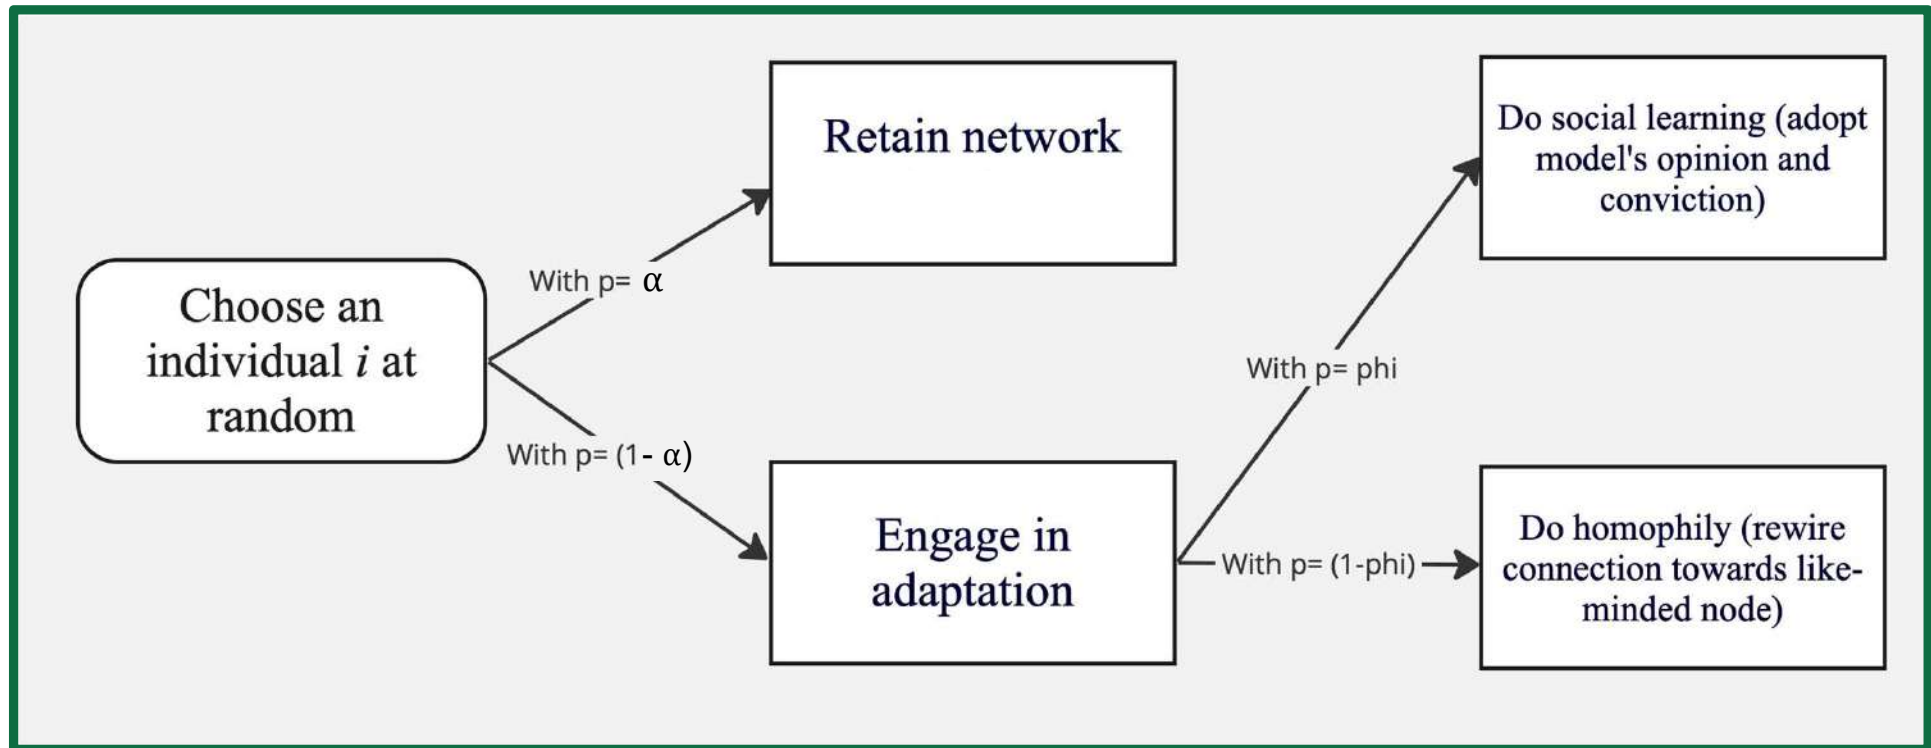 Choose an
individual i at
random
With p= α
With p= (1- α)
Retain network
Engage in
adaptation
With p= phi
With p= (1-phi)
Do social learning (adopt
model's opinion and
conviction)
Do homophily (rewire
connection towards like-
minded node)